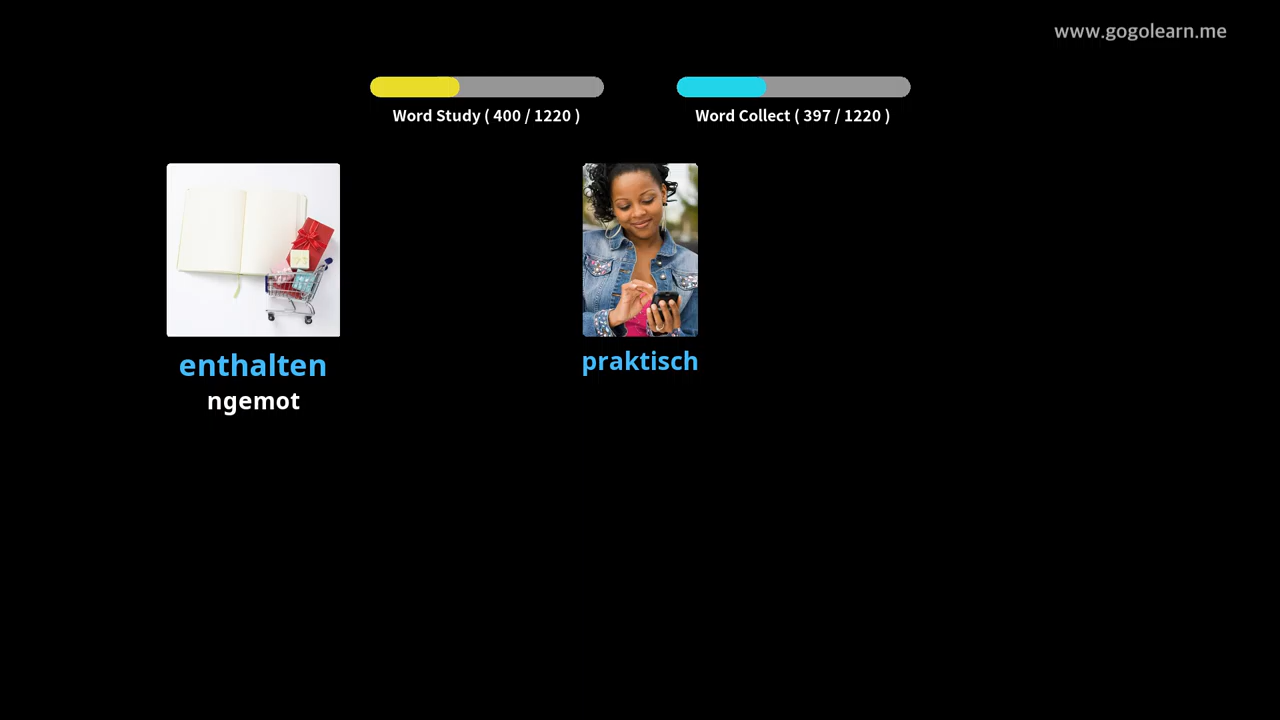 www.gogolearn.me
Word Study ( 400 / 1220 )
Word Collect ( 397 / 1220 )
enthalten
ngemot
praktisch